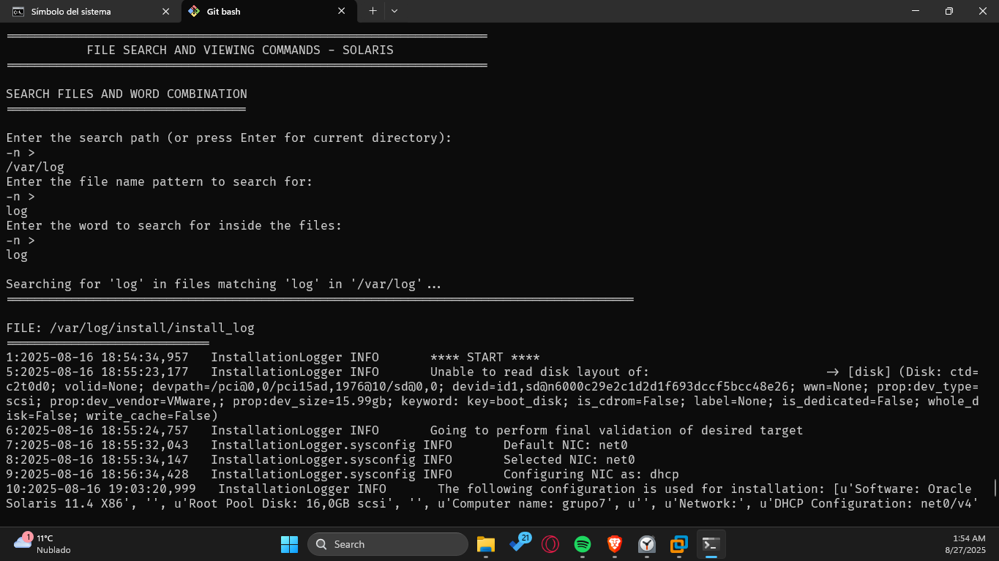 Símbolo del sistema
Git bash
FILE SEARCH AND VIEWING COMMANDS - SOLARIS
SEARCH FILES AND WORD COMBINATION
Enter the search path (or press Enter for current directory):
-n >
/var/log
Enter the file name pattern to search for:
-n >
log
Enter the word to search for inside the files:
-n >
log
Searching for 'log' in files matching 'log' in '/var/log'...
FILE: /var/log/install/install_log
1:2025-08-16 18:54:34,957   InstallationLogger INFO       **** START ****
5:2025-08-16 18:55:23,177   InstallationLogger INFO       Unable to read disk layout of:                        -> [disk] (Disk: ctd=
c2t0d0; volid=None; devpath=/pci@0,0/pci15ad,1976@10/sd@0,0; devid=id1,sd@n6000c29e2c1d2d1f693dccf5bcc48e26; wwn=None; prop:dev_type=
scsi; prop:dev_vendor=VMware,; prop:dev_size=15.99gb; keyword: key=boot_disk; is_cdrom=False; label=None; is_dedicated=False; whole_d
isk=False; write_cache=False)
6:2025-08-16 18:55:24,757   InstallationLogger INFO       Going to perform final validation of desired target
7:2025-08-16 18:55:32,043   InstallationLogger.sysconfig INFO       Default NIC: net0
8:2025-08-16 18:55:34,147   InstallationLogger.sysconfig INFO       Selected NIC: net0
9:2025-08-16 18:56:34,428   InstallationLogger.sysconfig INFO       Configuring NIC as: dhcp
10:2025-08-16 19:03:20,999   InstallationLogger INFO       The following configuration is used for installation: [u'Software: Oracle
Solaris 11.4 X86', '', u'Root Pool Disk: 16,0GB scsi', '', u'Computer name: grupo7', u'', u'Network:', u'DHCP Configuration: net0/v4'
1
11°C
Nublado
Search
21
1:54 AM
8/27/2025